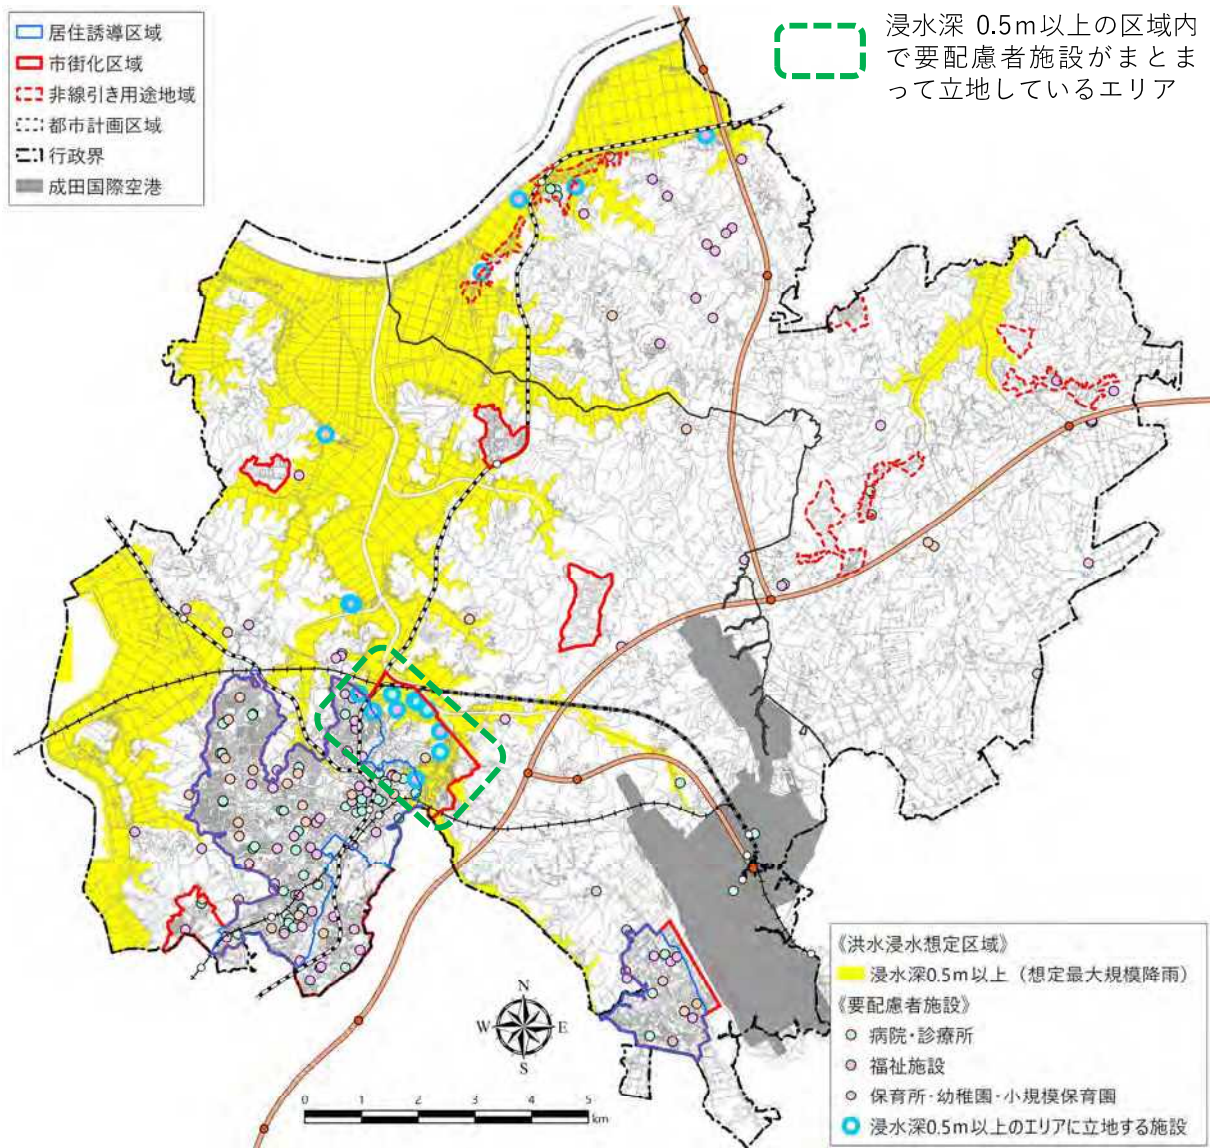 居住誘導区域
市街化区域
非線引き用途地域
都市計画区域
行政界
成田国際空港
浸水深 0.5m以上の区域内
で要配慮者施設がまとま
って立地しているエリア
N
W
E
S
0 1 2 3 4 5
km
《洪水浸水想定区域》
浸水深0.5m以上（想定最大規模降雨）
《要配慮者施設》
病院・診療所
福祉施設
保育所・幼稚園・小規模保育園
浸水深0.5m以上のエリアに立地する施設